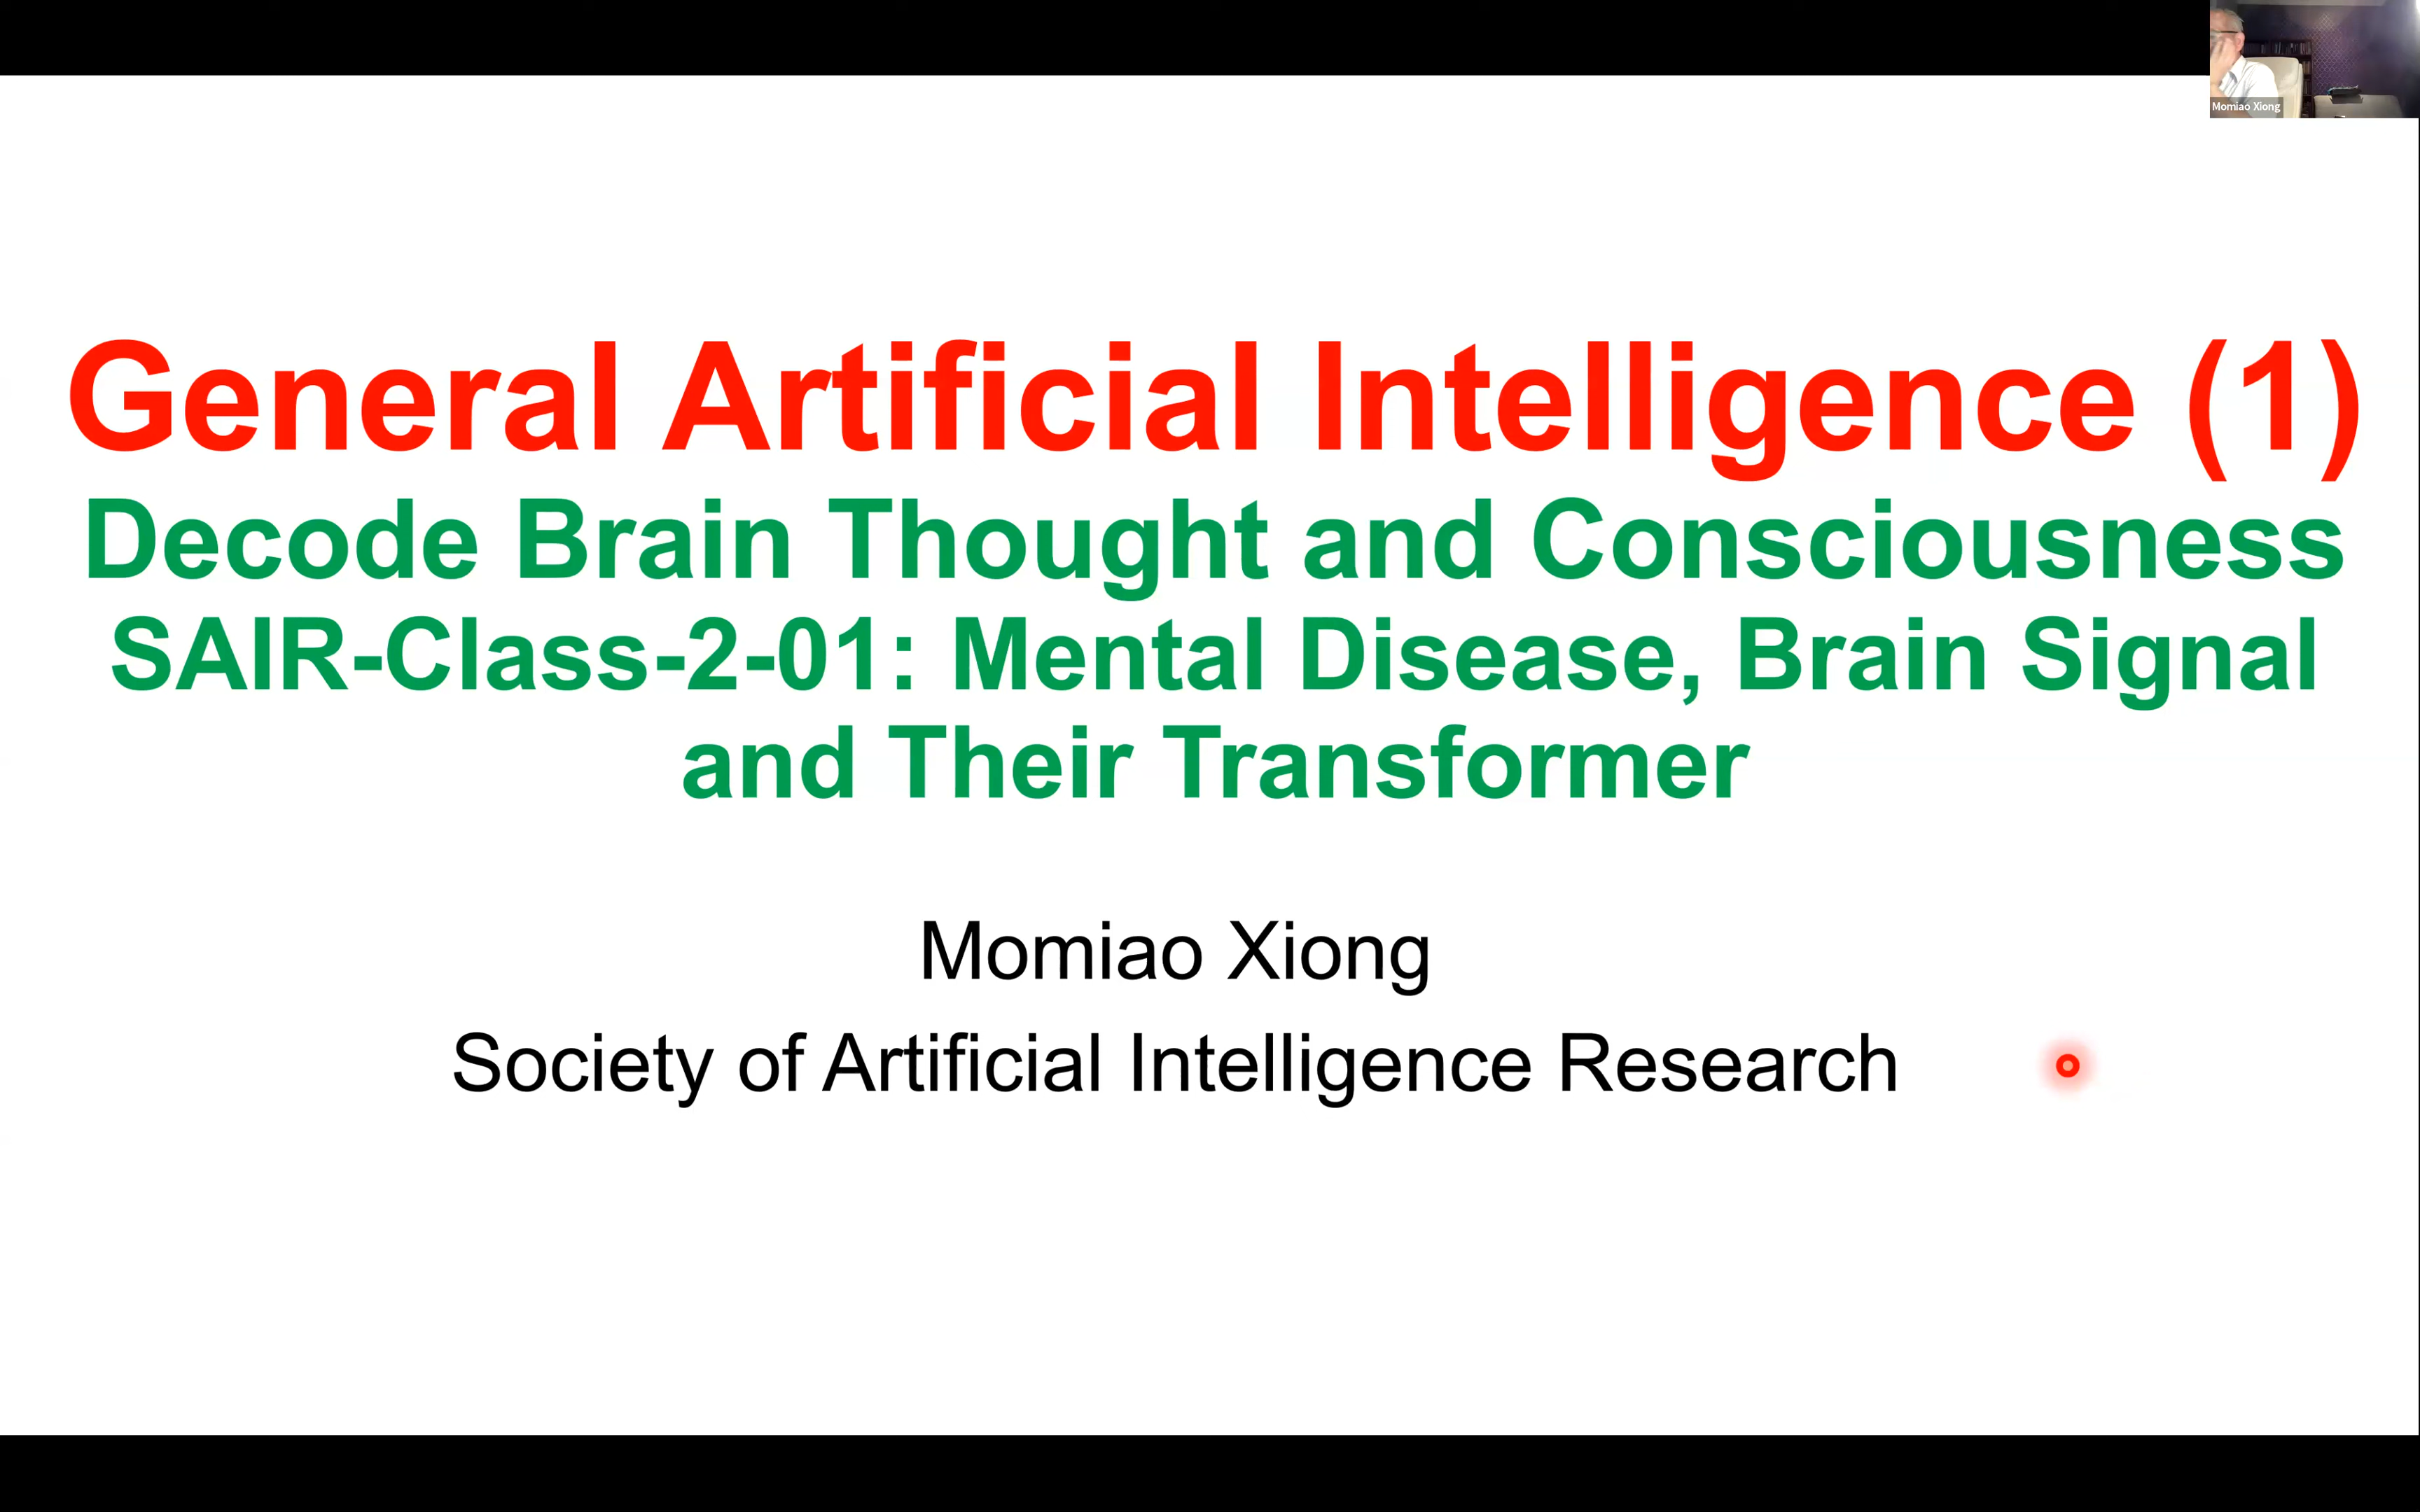 Momiao Xiong
General Artificial Intelligence (1)
Decode Brain Thought and Consciousness
SAIR-Class-2-01: Mental Disease, Brain Signal
and Their Transformer
Momiao Xiong
Society of Artificial Intelligence Research